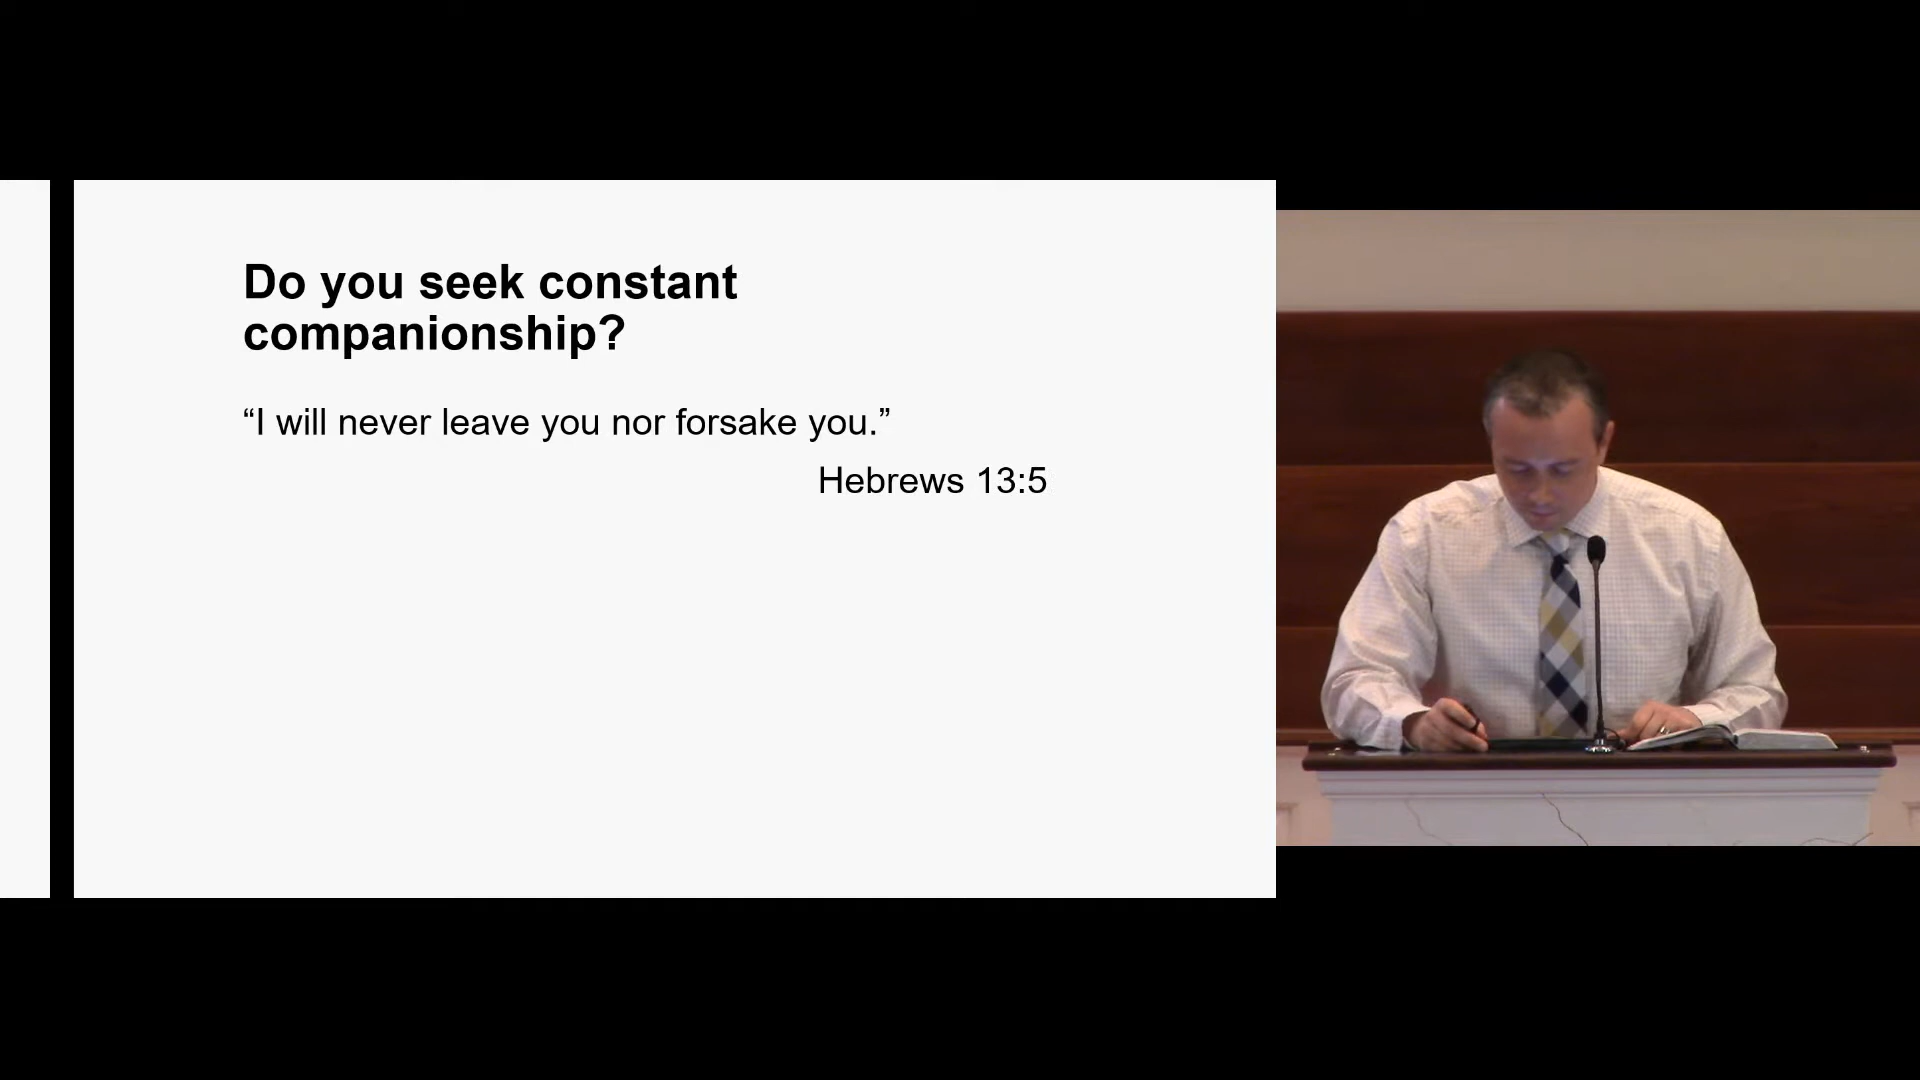 Do you seek constant
companionship?
“I will never leave you nor forsake you.”
Hebrews 13:5